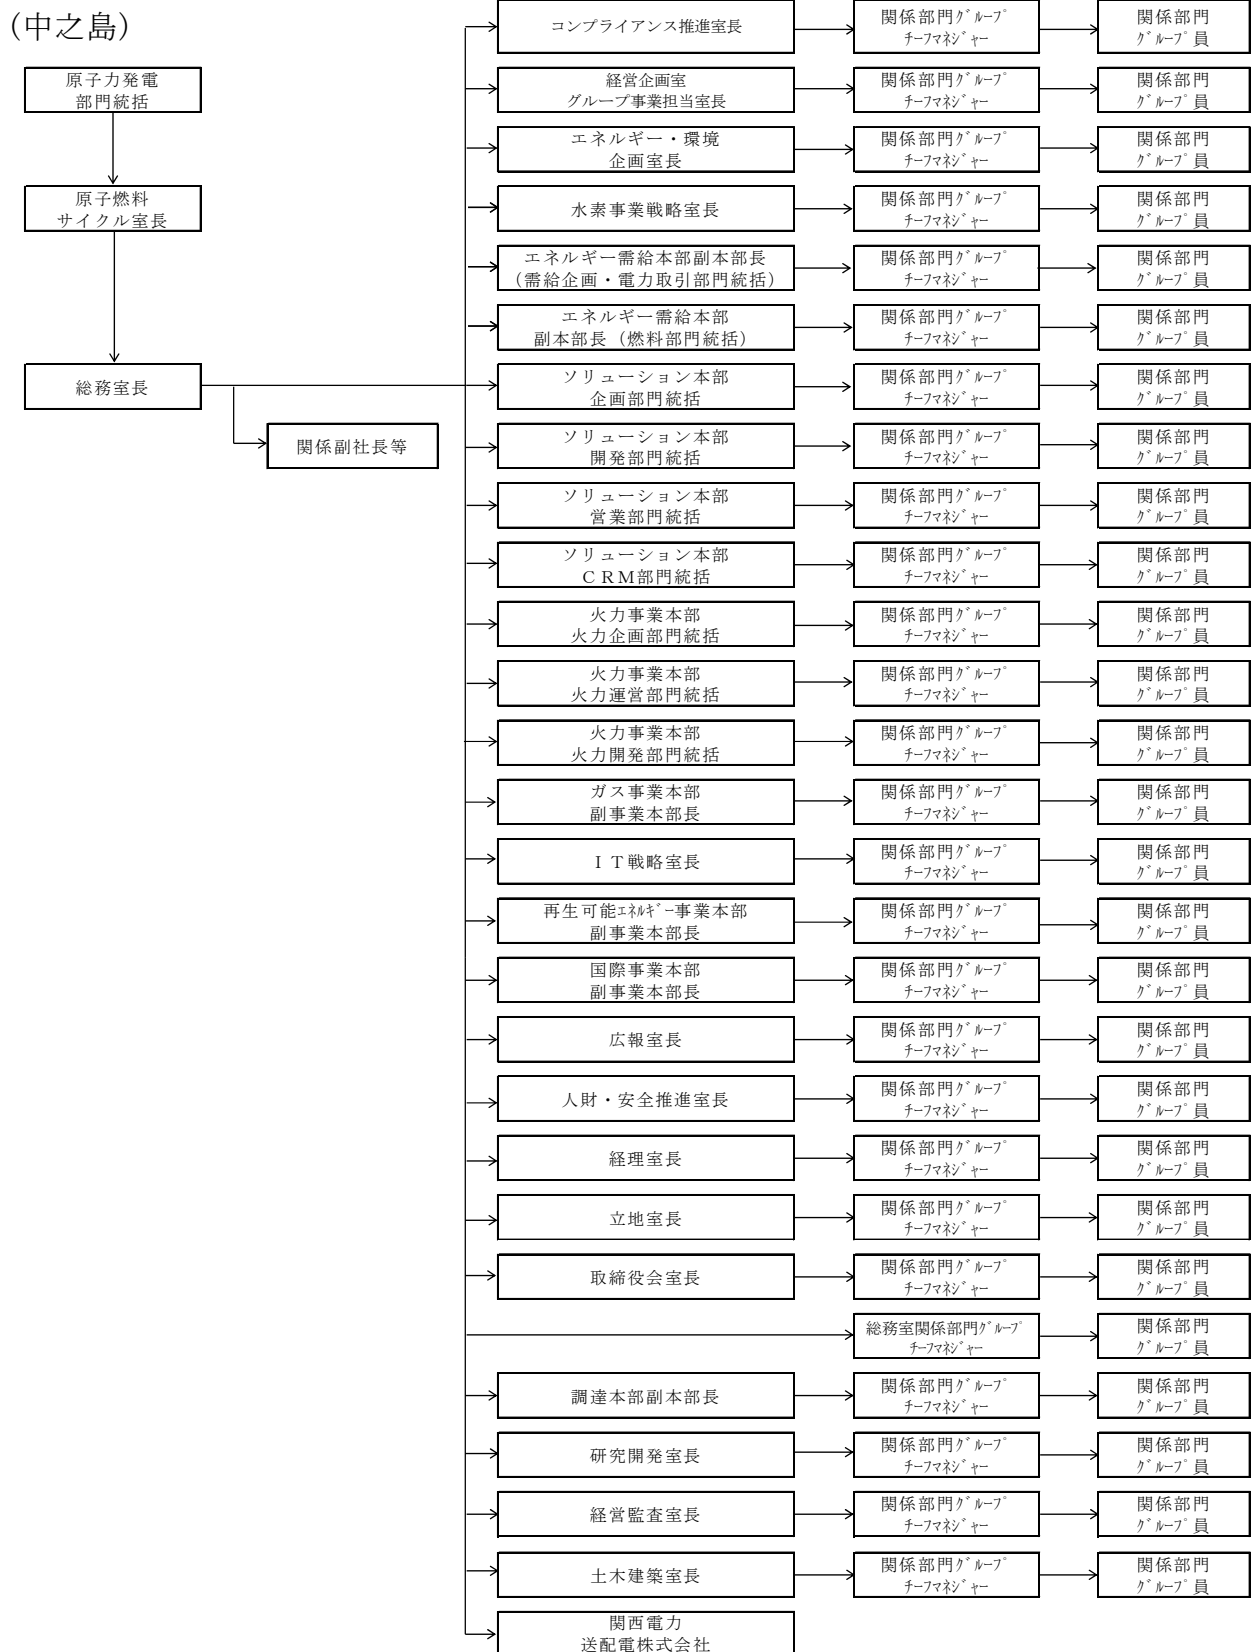 (中之島)
原子力発電
部門統括
原子燃料
サイクル室長
総務室長
関係副社長等
コンプライアンス推進室長
関係部門ｸﾞﾙｰﾌﾟ
ﾁｰﾌﾏﾈｼﾞｬｰ
関係部門
ｸﾞﾙｰﾌﾟ員
経営企画室
グループ事業担当室長
関係部門ｸﾞﾙｰﾌﾟ
ﾁｰﾌﾏﾈｼﾞｬｰ
関係部門
ｸﾞﾙｰﾌﾟ員
エネルギー・環境
企画室長
関係部門ｸﾞﾙｰﾌﾟ
ﾁｰﾌﾏﾈｼﾞｬｰ
関係部門
ｸﾞﾙｰﾌﾟ員
水素事業戦略室長
関係部門ｸﾞﾙｰﾌﾟ
ﾁｰﾌﾏﾈｼﾞｬｰ
関係部門
ｸﾞﾙｰﾌﾟ員
エネルギー需給本部副本部長
（需給企画・電力取引部門統括）
関係部門ｸﾞﾙｰﾌﾟ
ﾁｰﾌﾏﾈｼﾞｬｰ
関係部門
ｸﾞﾙｰﾌﾟ員
エネルギー需給本部
副本部長（燃料部門統括）
関係部門ｸﾞﾙｰﾌﾟ
ﾁｰﾌﾏﾈｼﾞｬｰ
関係部門
ｸﾞﾙｰﾌﾟ員
ソリューション本部
企画部門統括
関係部門ｸﾞﾙｰﾌﾟ
ﾁｰﾌﾏﾈｼﾞｬｰ
関係部門
ｸﾞﾙｰﾌﾟ員
ソリューション本部
開発部門統括
関係部門ｸﾞﾙｰﾌﾟ
ﾁｰﾌﾏﾈｼﾞｬｰ
関係部門
ｸﾞﾙｰﾌﾟ員
ソリューション本部
営業部門統括
関係部門ｸﾞﾙｰﾌﾟ
ﾁｰﾌﾏﾈｼﾞｬｰ
関係部門
ｸﾞﾙｰﾌﾟ員
ソリューション本部
ＣＲＭ部門統括
関係部門ｸﾞﾙｰﾌﾟ
ﾁｰﾌﾏﾈｼﾞｬｰ
関係部門
ｸﾞﾙｰﾌﾟ員
火力事業本部
火力企画部門統括
関係部門ｸﾞﾙｰﾌﾟ
ﾁｰﾌﾏﾈｼﾞｬｰ
関係部門
ｸﾞﾙｰﾌﾟ員
火力事業本部
火力運営部門統括
関係部門ｸﾞﾙｰﾌﾟ
ﾁｰﾌﾏﾈｼﾞｬｰ
関係部門
ｸﾞﾙｰﾌﾟ員
火力事業本部
火力開発部門統括
関係部門ｸﾞﾙｰﾌﾟ
ﾁｰﾌﾏﾈｼﾞｬｰ
関係部門
ｸﾞﾙｰﾌﾟ員
ガス事業本部
副事業本部長
関係部門ｸﾞﾙｰﾌﾟ
ﾁｰﾌﾏﾈｼﾞｬｰ
関係部門
ｸﾞﾙｰﾌﾟ員
ＩＴ戦略室長
関係部門ｸﾞﾙｰﾌﾟ
ﾁｰﾌﾏﾈｼﾞｬｰ
関係部門
ｸﾞﾙｰﾌﾟ員
再生可能ｴﾈﾙｷﾞｰ事業本部
副事業本部長
関係部門ｸﾞﾙｰﾌﾟ
ﾁｰﾌﾏﾈｼﾞｬｰ
関係部門
ｸﾞﾙｰﾌﾟ員
国際事業本部
副事業本部長
関係部門ｸﾞﾙｰﾌﾟ
ﾁｰﾌﾏﾈｼﾞｬｰ
関係部門
ｸﾞﾙｰﾌﾟ員
広報室長
関係部門ｸﾞﾙｰﾌﾟ
ﾁｰﾌﾏﾈｼﾞｬｰ
関係部門
ｸﾞﾙｰﾌﾟ員
人財・安全推進室長
関係部門ｸﾞﾙｰﾌﾟ
ﾁｰﾌﾏﾈｼﾞｬｰ
関係部門
ｸﾞﾙｰﾌﾟ員
経理室長
関係部門ｸﾞﾙｰﾌﾟ
ﾁｰﾌﾏﾈｼﾞｬｰ
関係部門
ｸﾞﾙｰﾌﾟ員
立地室長
関係部門ｸﾞﾙｰﾌﾟ
ﾁｰﾌﾏﾈｼﾞｬｰ
関係部門
ｸﾞﾙｰﾌﾟ員
取締役会室長
関係部門ｸﾞﾙｰﾌﾟ
ﾁｰﾌﾏﾈｼﾞｬｰ
関係部門
ｸﾞﾙｰﾌﾟ員
総務室関係部門ｸﾞﾙｰﾌﾟ
ﾁｰﾌﾏﾈｼﾞｬｰ
関係部門
ｸﾞﾙｰﾌﾟ員
調達本部副本部長
関係部門ｸﾞﾙｰﾌﾟ
ﾁｰﾌﾏﾈｼﾞｬｰ
関係部門
ｸﾞﾙｰﾌﾟ員
研究開発室長
関係部門ｸﾞﾙｰﾌﾟ
ﾁｰﾌﾏﾈｼﾞｬｰ
関係部門
ｸﾞﾙｰﾌﾟ員
経営監査室長
関係部門ｸﾞﾙｰﾌﾟ
ﾁｰﾌﾏﾈｼﾞｬｰ
関係部門
ｸﾞﾙｰﾌﾟ員
土木建築室長
関係部門ｸﾞﾙｰﾌﾟ
ﾁｰﾌﾏﾈｼﾞｬｰ
関係部門
ｸﾞﾙｰﾌﾟ員
関西電力
送配電株式会社